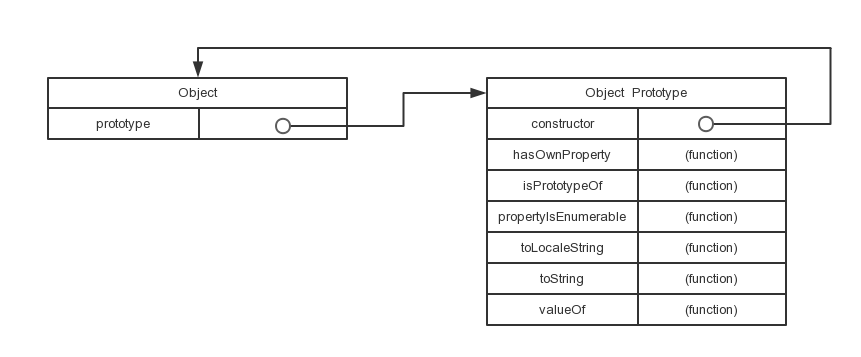 Object
prototype
Object Prototype
constructor
hasOwnProperty (function)
isPrototypeOf (function)
propertyIsEnumerable (function)
toLocaleString (function)
toString (function)
valueOf (function)